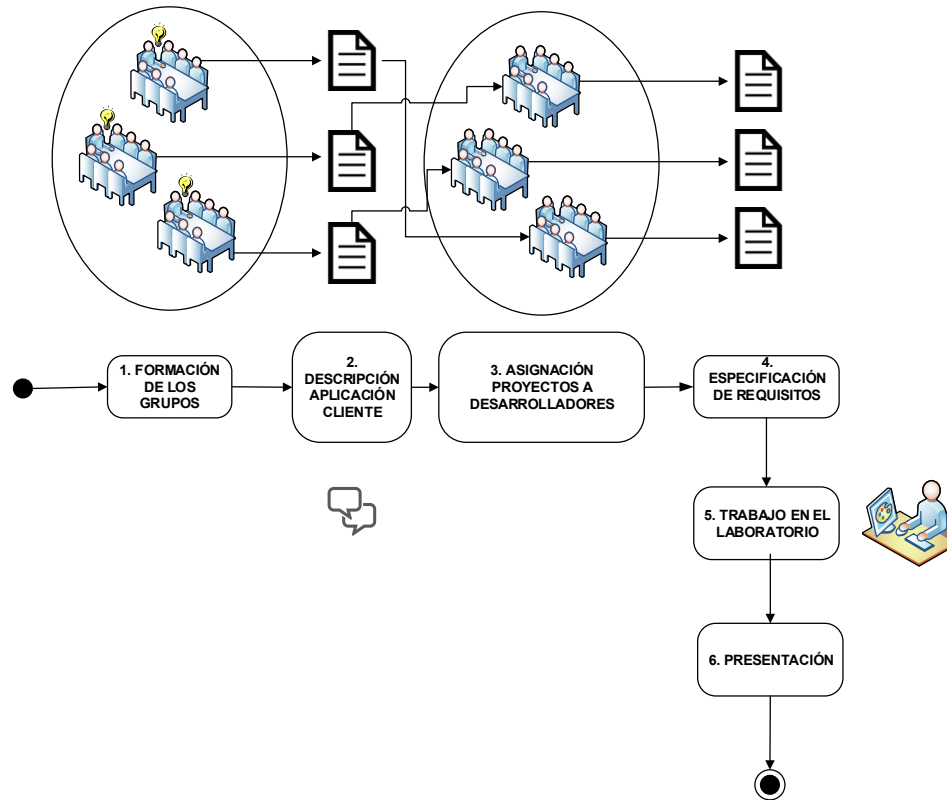 1. FORMACIÓN
DE LOS
GRUPOS
2.
DESCRIPCIÓN
APLICACIÓN
CLIENTE
3. ASIGNACIÓN
PROYECTOS A
DESARROLLADORES
4.
ESPECIFICACIÓN
DE REQUISITOS
5. TRABAJO EN EL
LABORATORIO
6. PRESENTACIÓN